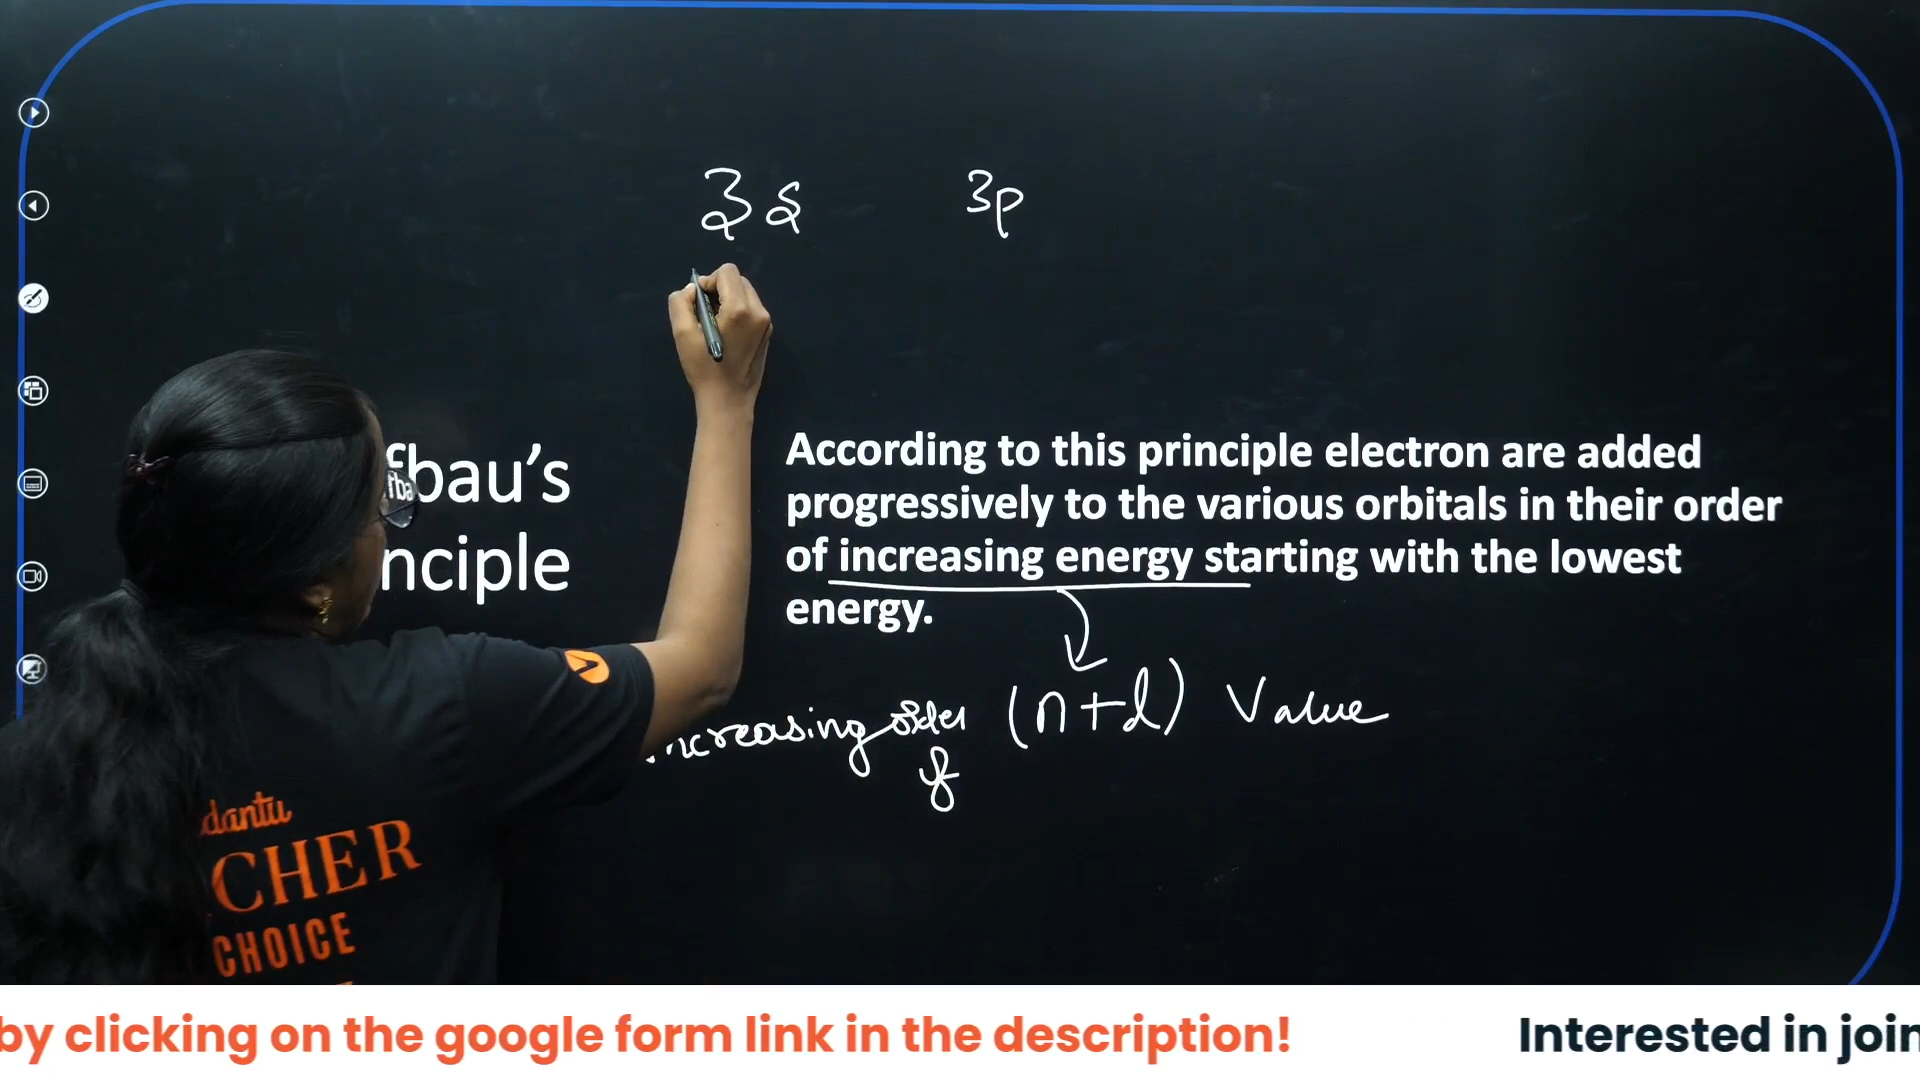 3s 3p
fbau's
nciple
According to this principle electron are added
progressively to the various orbitals in their order
of increasing energy starting with the lowest
energy.
ncreasing order (n+l) Value
of
dantu
CHER
CHOICE
by clicking on the google form link in the description!
Interested in join